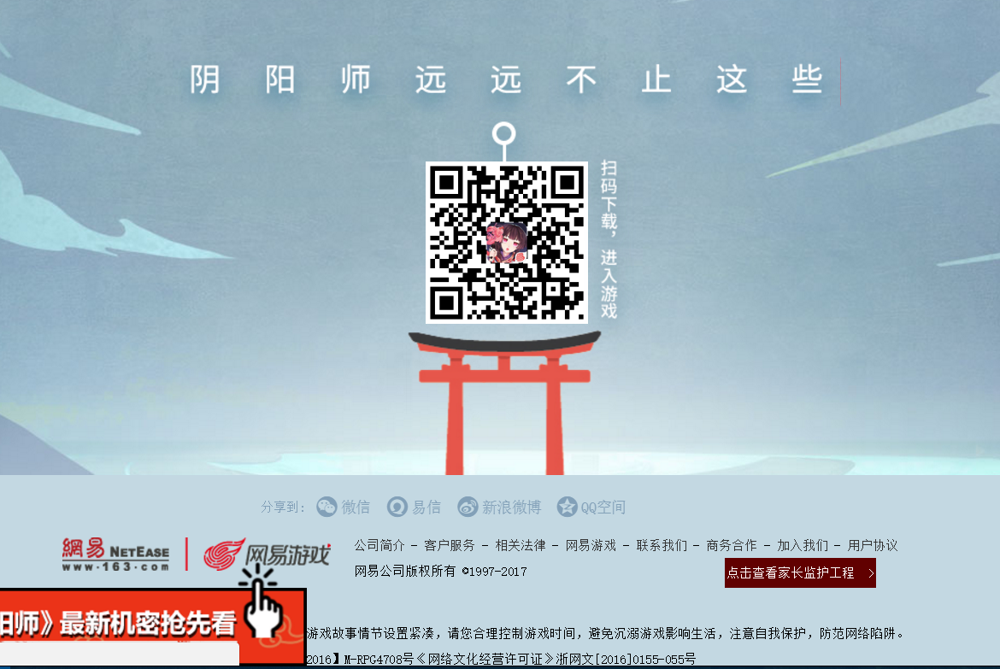 阴阳师远远不止这些
扫码下载，进入游戏
分享到: 微信 易信 新浪微博 QQ空间
網易 NETEASE
www.163.com
网易游戏
公司简介 - 客户服务 - 相关法律 - 网易游戏 - 联系我们 - 商务合作 - 加入我们 - 用户协议
网易公司版权所有 ©1997-2017
点击查看家长监护工程 >
阳师》最新机密抢先看
游戏故事情节设置紧凑，请您合理控制游戏时间，避免沉溺游戏影响生活，注意自我保护，防范网络陷阱。
2016】M-RPG4708号《网络文化经营许可证》浙网文[2016]0155-055号